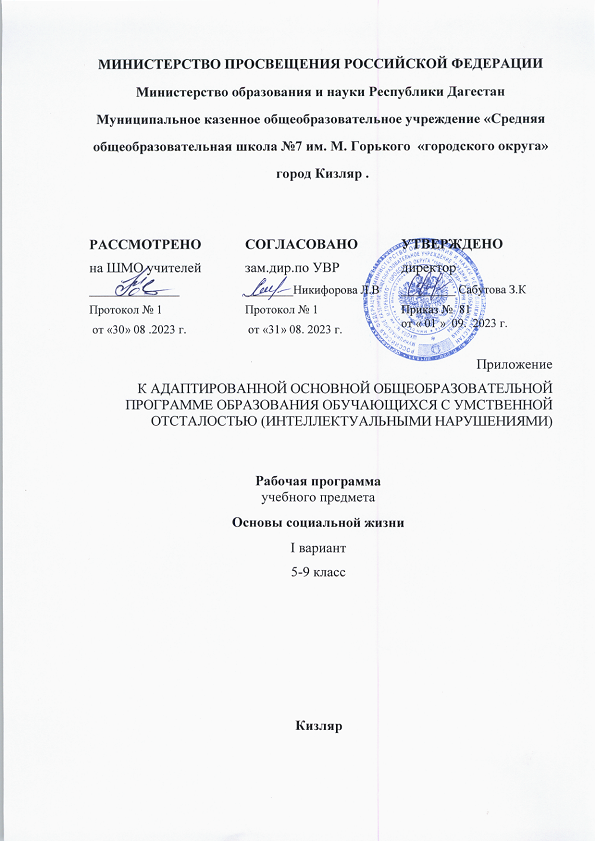 МИНИСТЕРСТВО ПРОСВЕЩЕНИЯ РОССИЙСКОЙ ФЕДЕРАЦИИ
Министерство образования и науки Республики Дагестан
Муниципальное казенное общеобразовательное учреждение «Средняя
общеобразовательная школа №7 им. М. Горького «городского округа»
город Кизляр .
РАССМОТРЕНО СОГЛАСОВАНО УТВЕРЖДЕНО
на ШМО учителей зам.дир.по УВР директор
Никифорова Л.В . Сабутова З.К
Протокол № 1 Протокол № 1 Приказ № 81
от «30» 08 .2023 г. от «31» 08. 2023 г. от « 01 » 09. .2023 г.
Приложение
К АДАПТИРОВАННОЙ ОСНОВНОЙ ОБЩЕОБРАЗОВАТЕЛЬНОЙ
ПРОГРАММЕ ОБРАЗОВАНИЯ ОБУЧАЮЩИХСЯ С УМСТВЕННОЙ
ОТСТАЛОСТЬЮ (ИНТЕЛЛЕКТУАЛЬНЫМИ НАРУШЕНИЯМИ)
Рабочая программа
учебного предмета
Основы социальной жизни
I вариант
5-9 класс
Кизляр